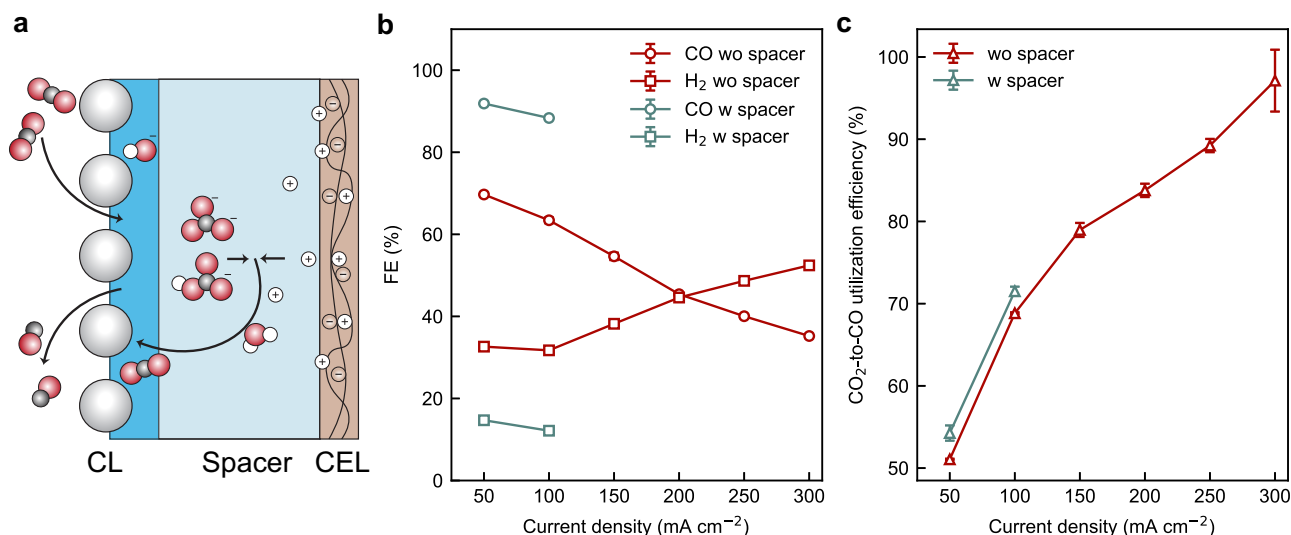 a
−
−
−
−
CL
Spacer
CEL
b
FE (%)
100
80
60
40
20
0
CO wo spacer
H₂ wo spacer
CO w spacer
H₂ w spacer
50 100 150 200 250 300
Current density (mA cm⁻²)
c
CO₂-to-CO utilization efficiency (%)
100
90
80
70
60
50
wo spacer
w spacer
50 100 150 200 250 300
Current density (mA cm⁻²)